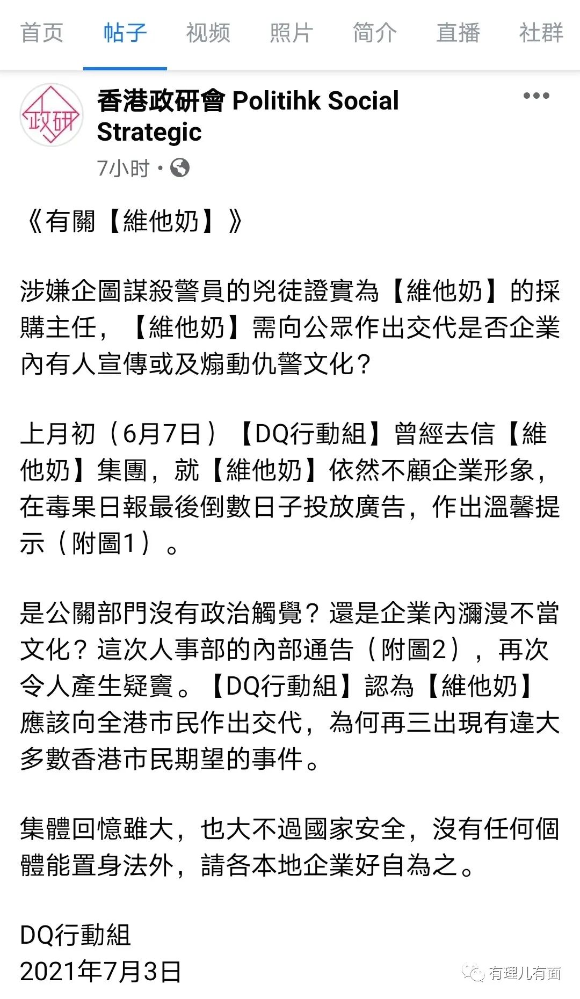 首页 帖子 视频 照片 简介 直播 社群
政研
香港政研會 Politihk Social
Strategic
7小时
《有關【維他奶】》
涉嫌企圖謀殺警員的兇徒證實為【維他奶】的採
購主任，【維他奶】需向公眾作出交代是否企業
內有人宣傳或及煽動仇警文化？
上月初（6月7日）【DQ行動組】曾經去信【維
他奶】集團，就【維他奶】依然不顧企業形象，
在毒果日報最後倒數日子投放廣告，作出溫馨提
示（附圖1）。
是公關部門沒有政治觸覺？還是企業內瀰漫不當
文化？這次人事部的內部通告（附圖2），再次
令人產生疑竇。【DQ行動組】認為【維他奶】
應該向全港市民作出交代，為何再三出現有違大
多數香港市民期望的事件。
集體回憶雖大，也大不過國家安全，沒有任何個
體能置身法外，請各本地企業好自為之。
DQ行動組
2021年7月3日
有理儿有面